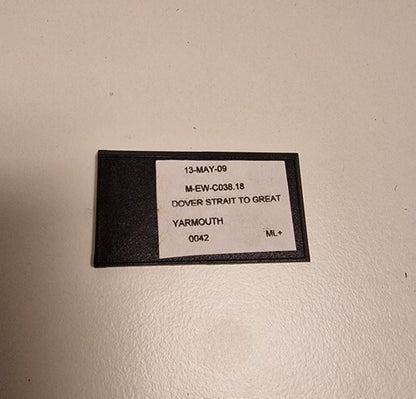 13-MAY-09
M-EW-C038.18
DOVER STRAIT TO GREAT
YARMOUTH
0042 ML+